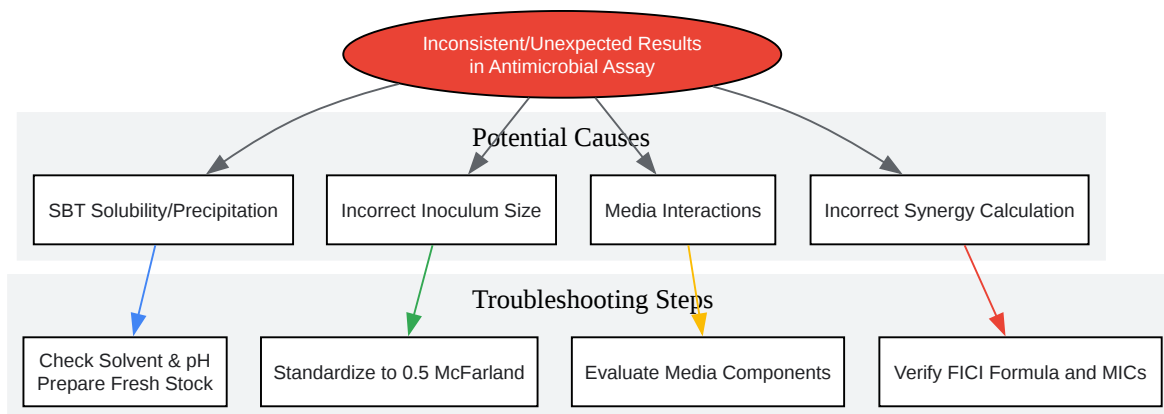 Inconsistent/Unexpected Results
in Antimicrobial Assay
Potential Causes
SBT Solubility/Precipitation
Incorrect Inoculum Size
Media Interactions
Incorrect Synergy Calculation
Troubleshooting Steps
Check Solvent & pH
Prepare Fresh Stock
Standardize to 0.5 McFarland
Evaluate Media Components
Verify FICI Formula and MICs